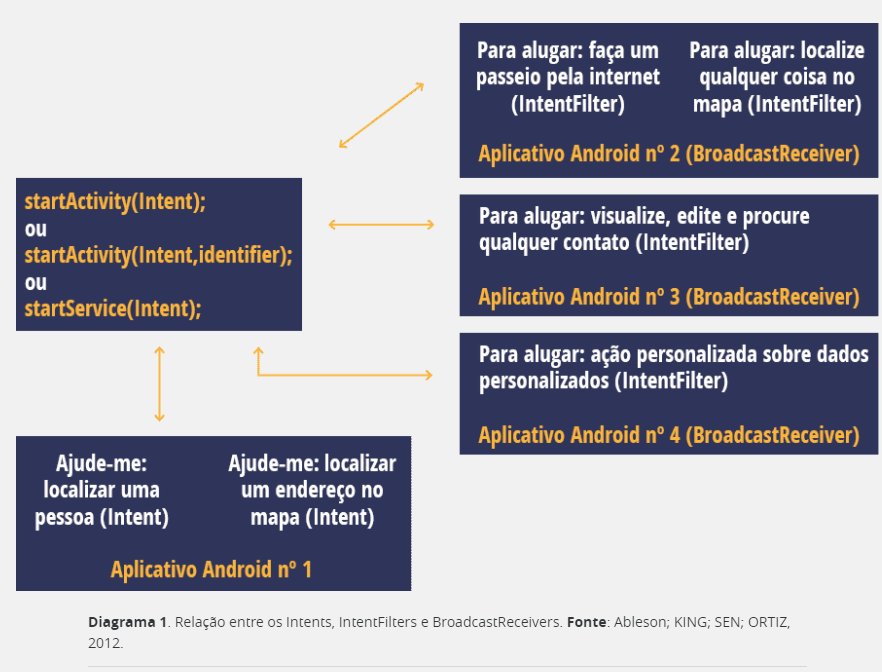 Para alugar: faça um
passeio pela internet
(IntentFilter)
Para alugar: localize
qualquer coisa no
mapa (IntentFilter)
Aplicativo Android nº 2 (BroadcastReceiver)
startActivity(Intent);
ou
startActivity(Intent,identifier);
ou
startService(Intent);
Para alugar: visualize, edite e procure
qualquer contato (IntentFilter)
Aplicativo Android nº 3 (BroadcastReceiver)
Para alugar: ação personalizada sobre dados
personalizados (IntentFilter)
Aplicativo Android nº 4 (BroadcastReceiver)
Ajude-me:
localizar uma
pessoa (Intent)
Ajude-me: localizar
um endereço no
mapa (Intent)
Aplicativo Android nº 1
Diagrama 1. Relação entre os Intents, IntentFilters e BroadcastReceivers. Fonte: Ableson; KING; SEN; ORTIZ,
2012.